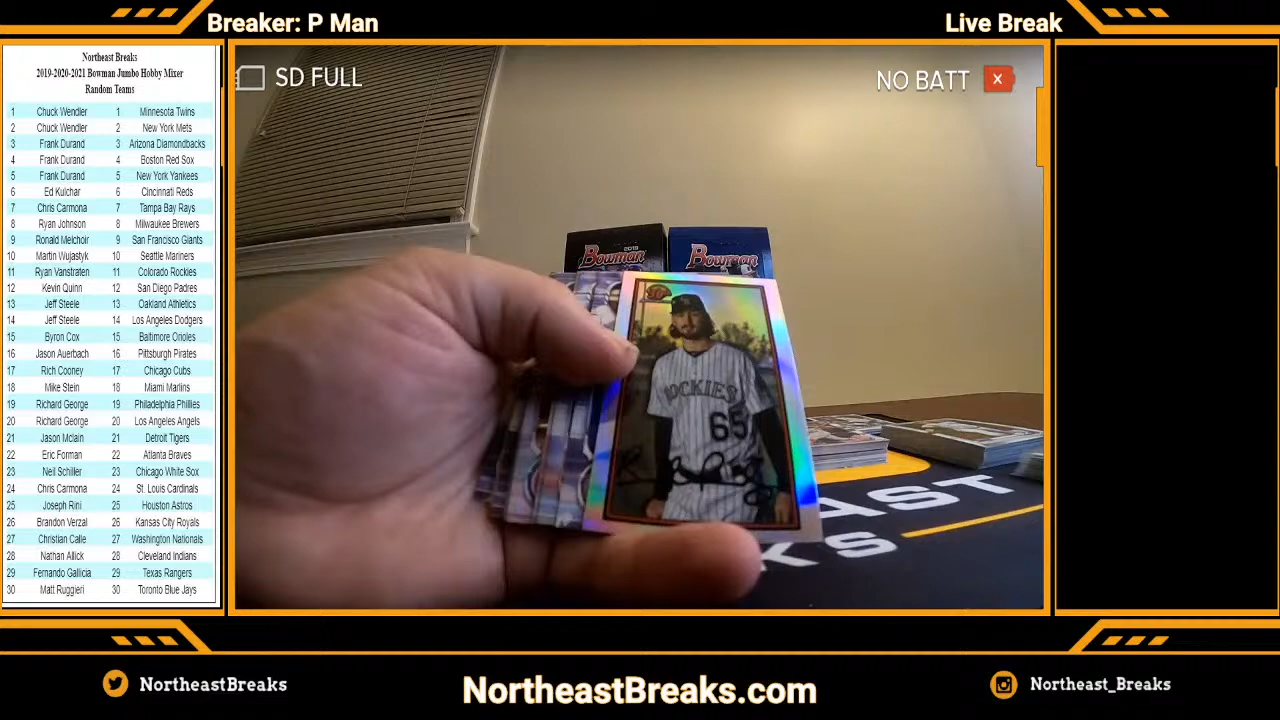 Breaker: P Man
Live Break
Northeast Breaks
2019-2020-2021 Bowman Jumbo Hobby Mixer
Random Teams
1 Chuck Wendler 1 Minnesota Twins
2 Chuck Wendler 2 New York Mets
3 Frank Durand 3 Arizona Diamondbacks
4 Frank Durand 4 Boston Red Sox
5 Frank Durand 5 New York Yankees
6 Ed Kulchar 6 Cincinnati Reds
7 Chris Carmona 7 Tampa Bay Rays
8 Ryan Johnson 8 Milwaukee Brewers
9 Ronald Melchoir 9 San Francisco Giants
10 Martin Wujastyk 10 Seattle Mariners
11 Ryan Vanstraten 11 Colorado Rockies
12 Kevin Quinn 12 San Diego Padres
13 Jeff Steele 13 Oakland Athletics
14 Jeff Steele 14 Los Angeles Dodgers
15 Byron Cox 15 Baltimore Orioles
16 Jason Auerbach 16 Pittsburgh Pirates
17 Rich Cooney 17 Chicago Cubs
18 Mike Stein 18 Miami Marlins
19 Richard George 19 Philadelphia Phillies
20 Richard George 20 Los Angeles Angels
21 Jason Mclain 21 Detroit Tigers
22 Eric Forman 22 Atlanta Braves
23 Neil Schiller 23 Chicago White Sox
24 Chris Carmona 24 St. Louis Cardinals
25 Joseph Rini 25 Houston Astros
26 Brandon Verzal 26 Kansas City Royals
27 Christian Calle 27 Washington Nationals
28 Nathan Allick 28 Cleveland Indians
29 Fernando Gallicia 29 Texas Rangers
30 Matt Ruggieri 30 Toronto Blue Jays
SD FULL
NO BATT
2019
Bowman
Bowman
ROCKIES
65
AST
KS
NortheastBreaks
NortheastBreaks.com
Northeast_Breaks